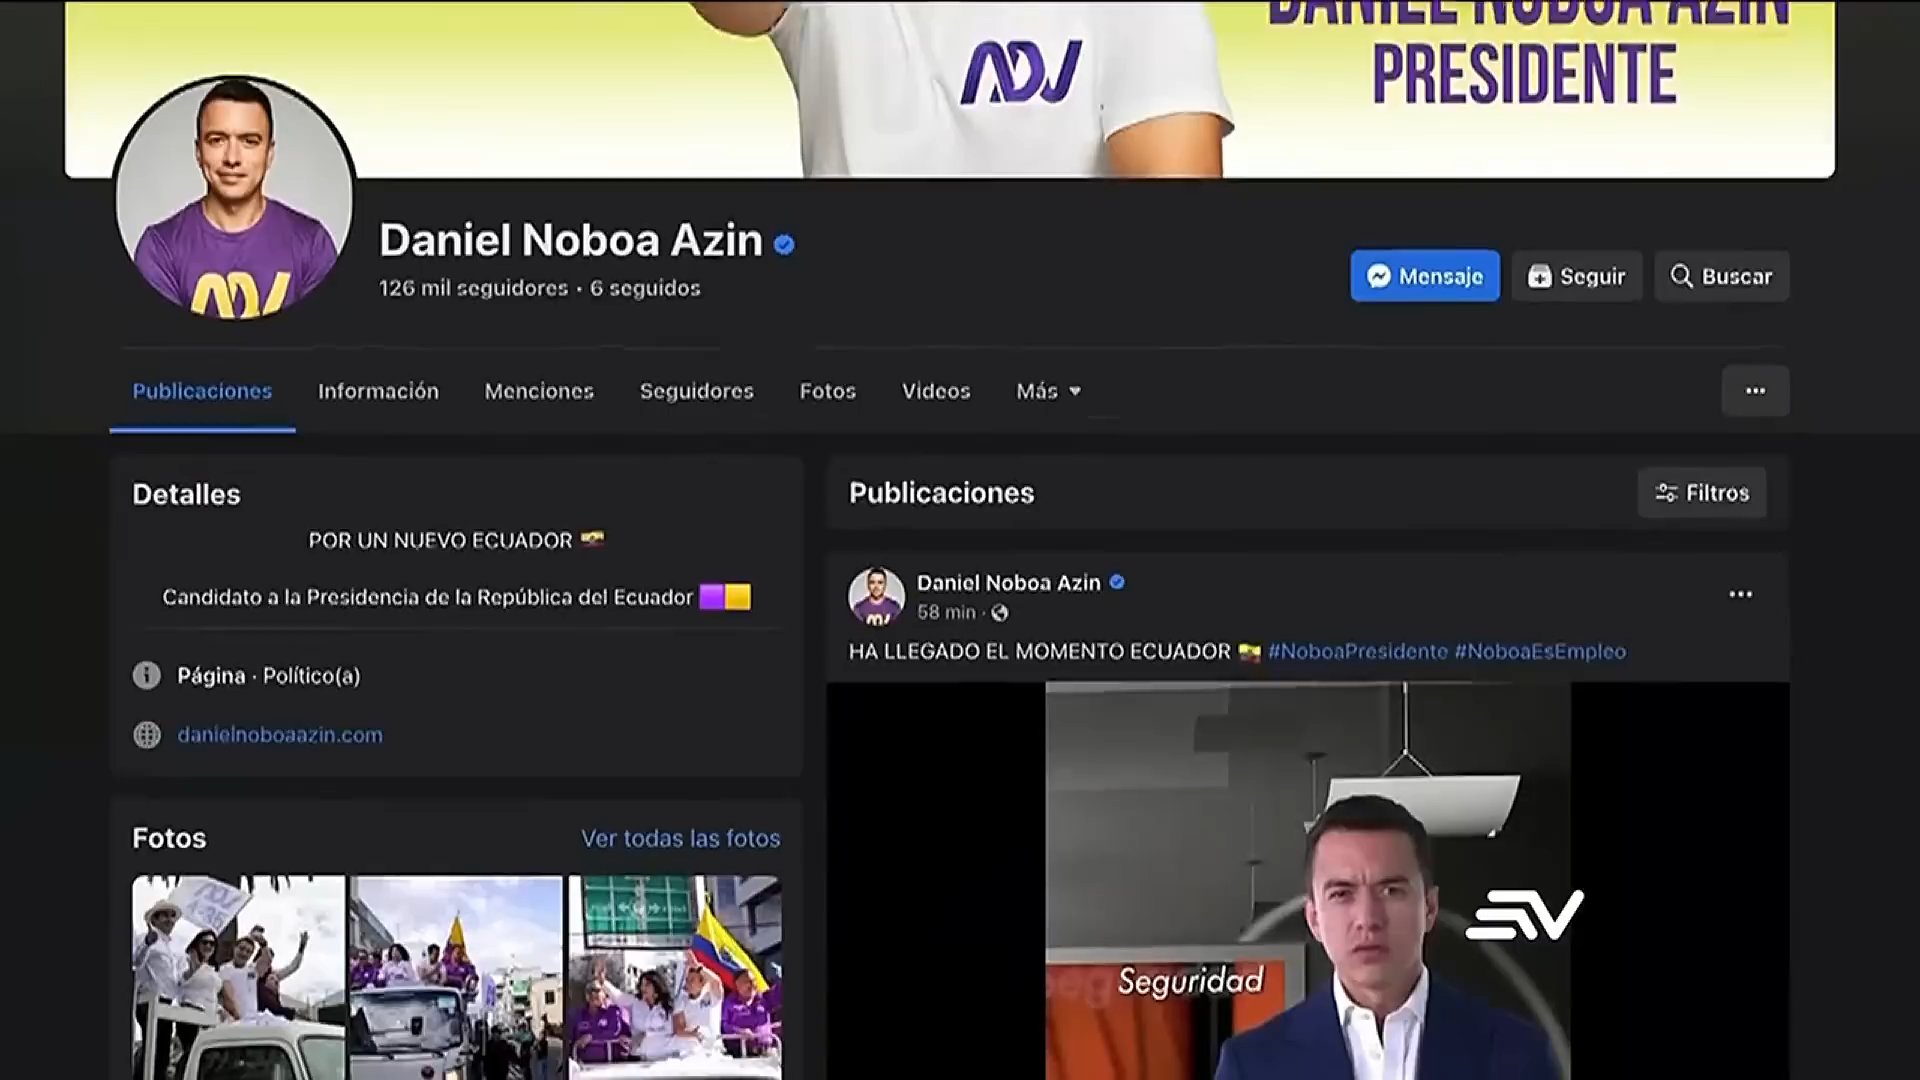 DANIEL NOBOA AZIN
PRESIDENTE
ADN
Daniel Noboa Azin
126 mil seguidores · 6 seguidos
Mensaje
Seguir
Buscar
Publicaciones
Información
Menciones
Seguidores
Fotos
Videos
Más
Detalles
POR UN NUEVO ECUADOR
Candidato a la Presidencia de la República del Ecuador
Página · Político(a)
danielnoboaazin.com
Fotos
Ver todas las fotos
Publicaciones
Filtros
Daniel Noboa Azin
58 min ·
HA LLEGADO EL MOMENTO ECUADOR #NoboaPresidente #NoboaEsEmpleo
Seguridad